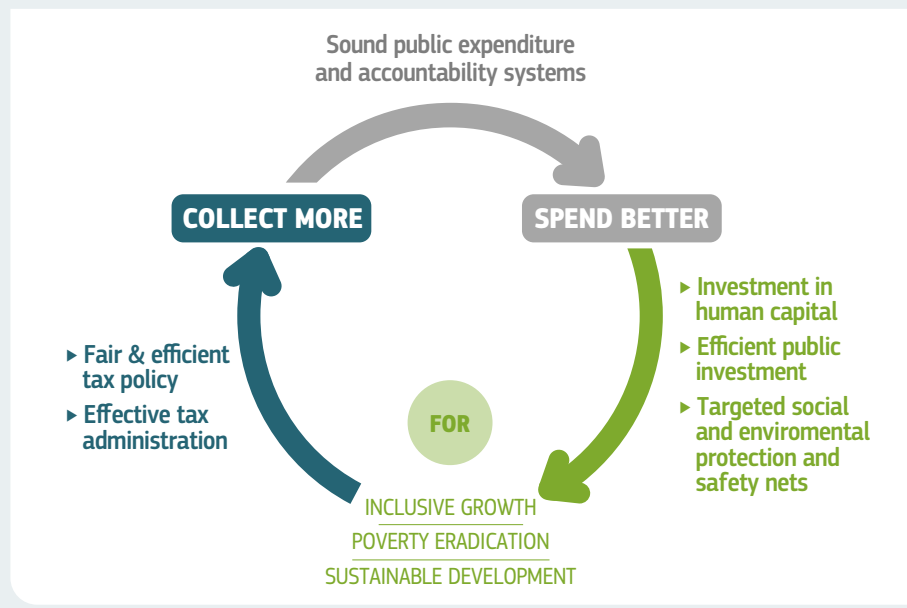 Sound public expenditure
and accountability systems
COLLECT MORE
SPEND BETTER
▸ Investment in
human capital
▸ Efficient public
investment
▸ Targeted social
and enviromental
protection and
safety nets
▸ Fair & efficient
tax policy
▸ Effective tax
administration
FOR
INCLUSIVE GROWTH
POVERTY ERADICATION
SUSTAINABLE DEVELOPMENT